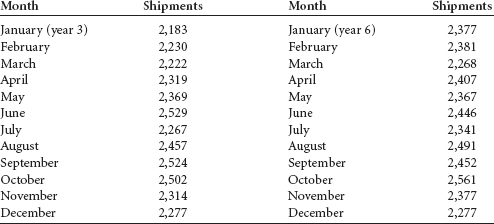 Month Shipments Month Shipments
January (year 3) 2,183 January (year 6) 2,377
February 2,230 February 2,381
March 2,222 March 2,268
April 2,319 April 2,407
May 2,369 May 2,367
June 2,529 June 2,446
July 2,267 July 2,341
August 2,457 August 2,491
September 2,524 September 2,452
October 2,502 October 2,561
November 2,314 November 2,377
December 2,277 December 2,277